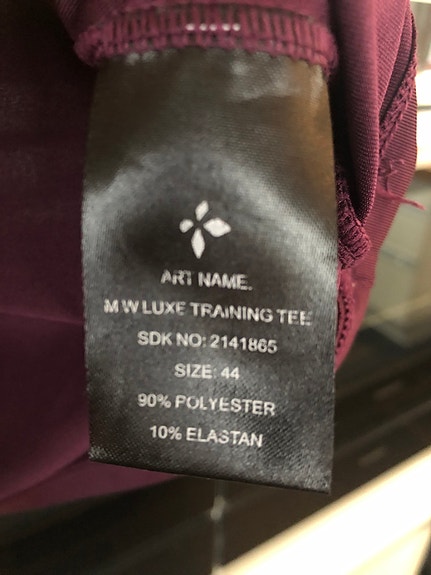 ART NAME.
M W LUXE TRAINING TEE
SDK NO: 2141865
SIZE: 44
90% POLYESTER
10% ELASTAN